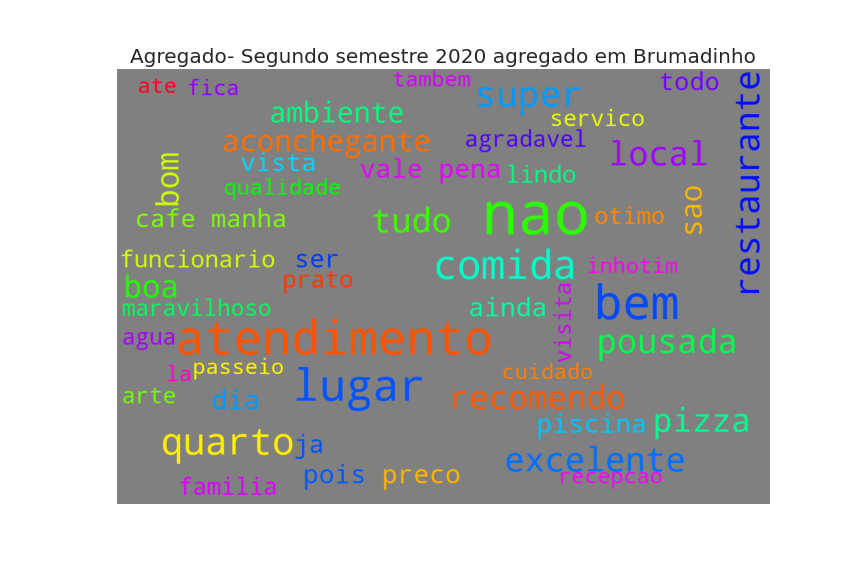 Agregado- Segundo semestre 2020 agregado em Brumadinho
ate
fica
tambem
super
todo
restaurante
ambiente
servico
aconchegante
agradavel
local
bom
vista
vale pena
lindo
qualidade
cafe manha
tudo
nao
otimo
sao
funcionario
ser
comida
inhotim
boa
prato
maravilhoso
ainda
visita
bem
agua
atendimento
pousada
la
passeio
lugar
cuidado
arte
dia
recomendo
piscina
pizza
quarto
ja
excelente
familia
pois
preco
recepcao